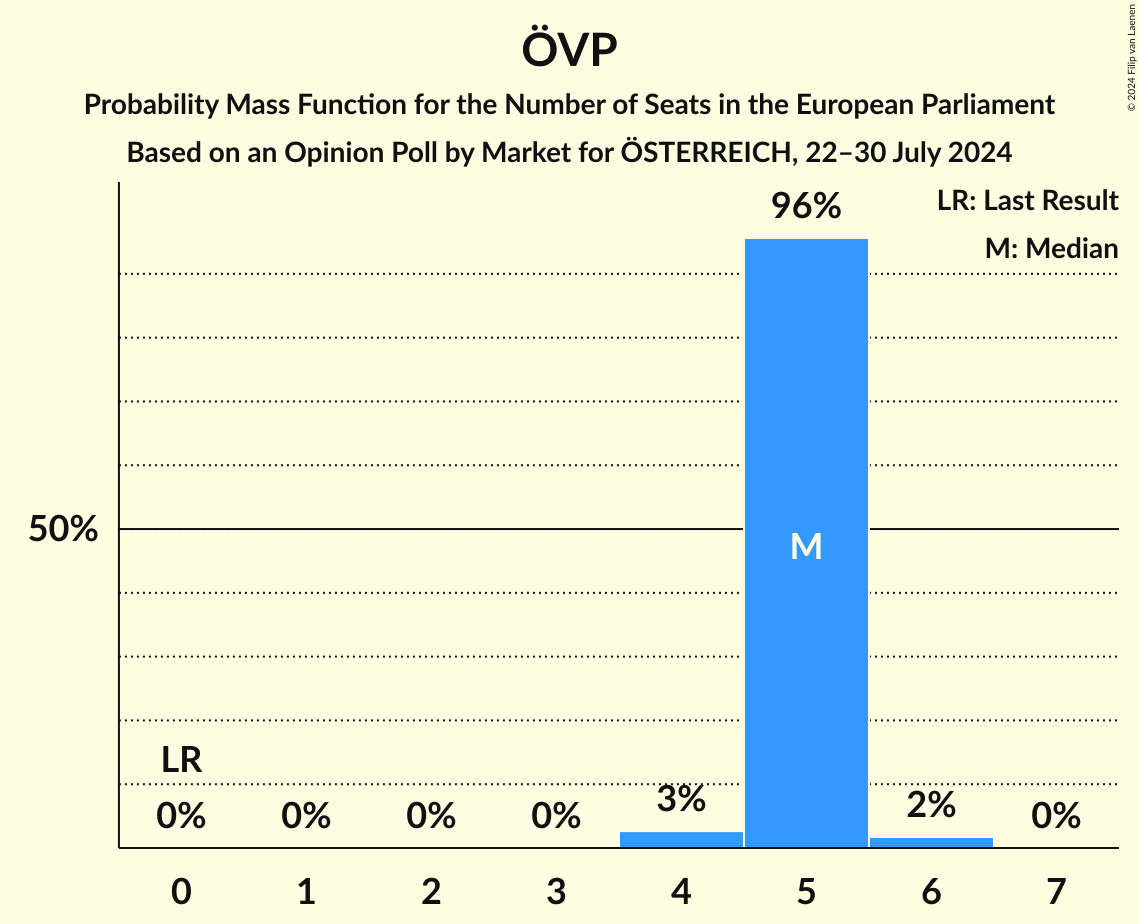 ÖVP
Probability Mass Function for the Number of Seats in the European Parliament
Based on an Opinion Poll by Market for ÖSTERREICH, 22–30 July 2024
© 2024 Filip van Laenen
LR: Last Result
M: Median
96%
50%
M
LR
0% 0% 0% 0% 3% 2% 0%
0 1 2 3 4 5 6 7